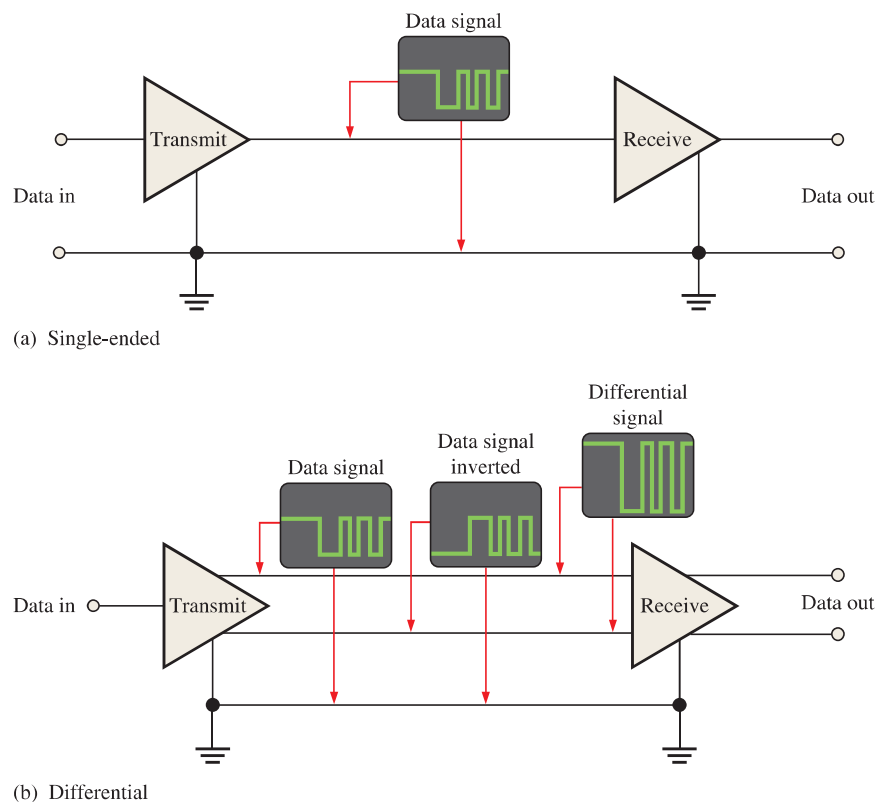 Data signal
Transmit
Receive
Data in
Data out
(a) Single-ended
Differential
signal
Data signal
inverted
Data signal
Data in
Transmit
Receive
Data out
(b) Differential